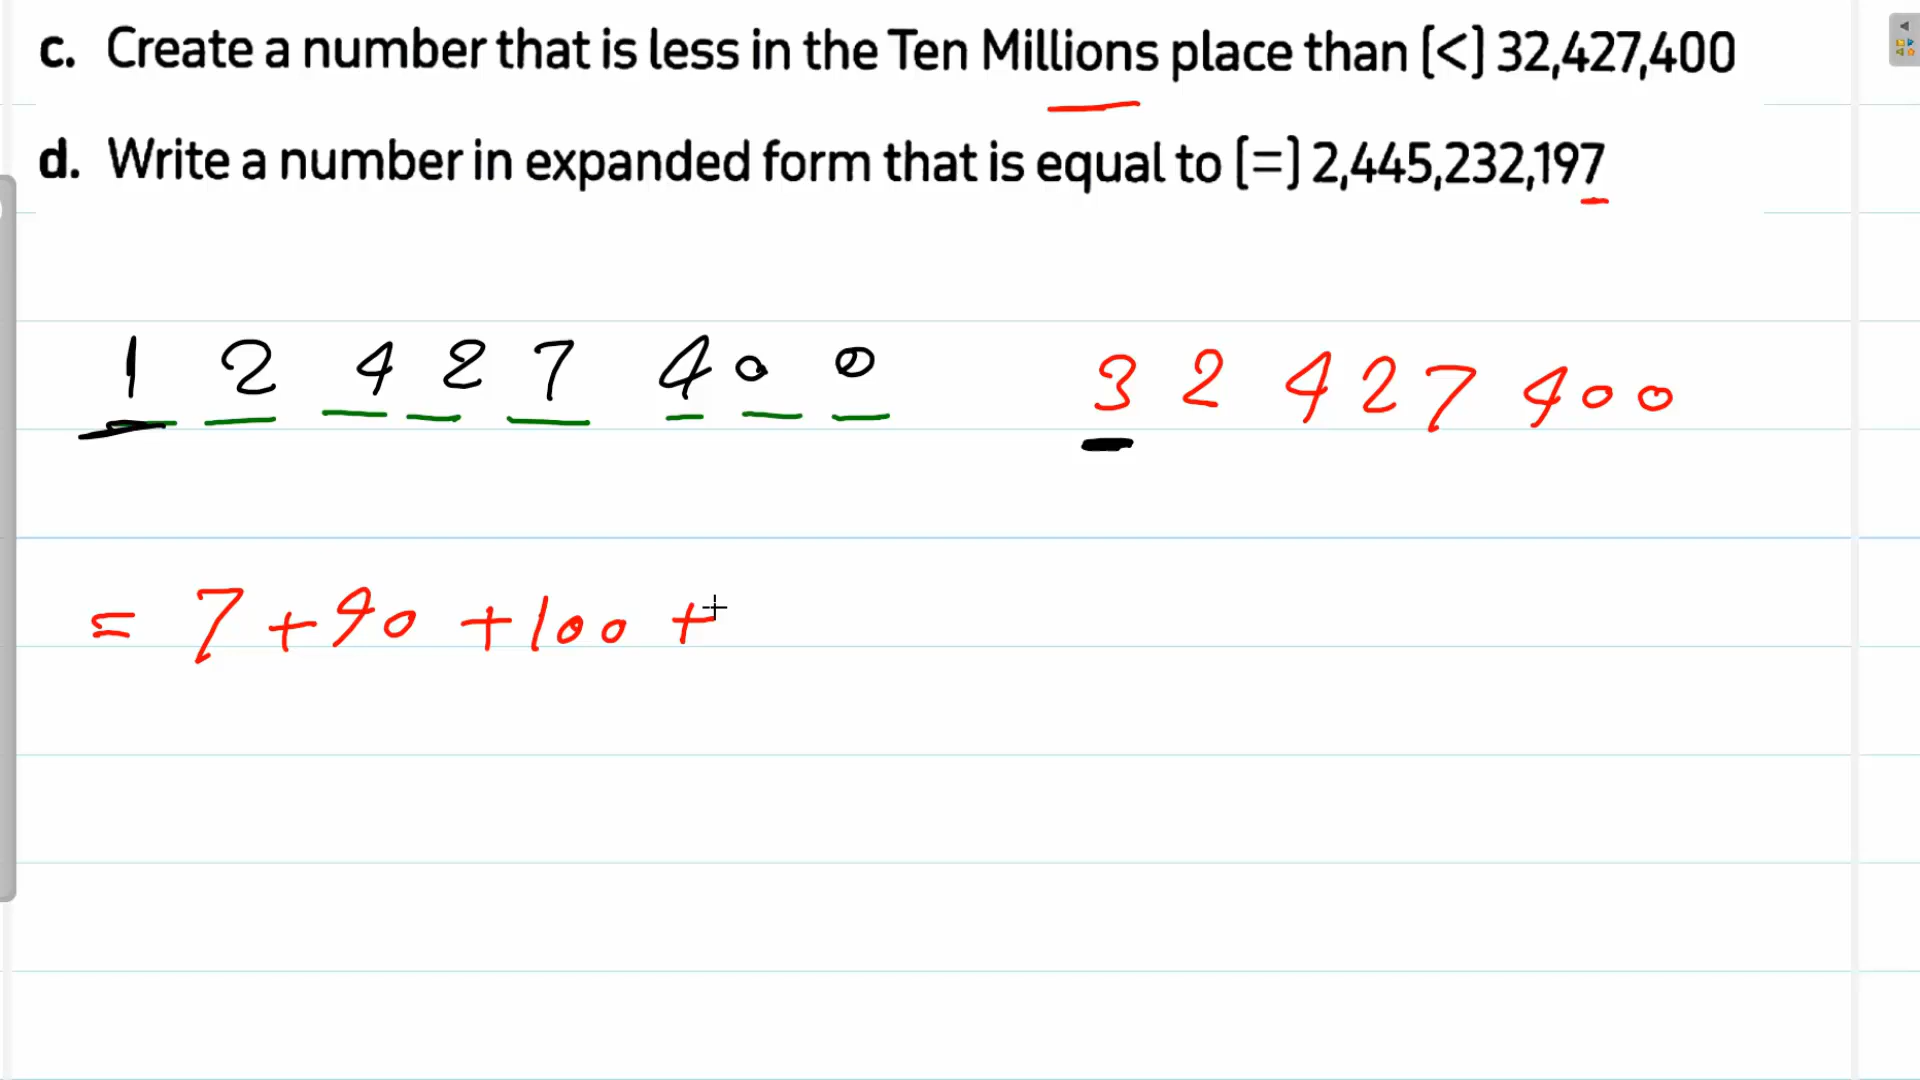 c. Create a number that is less in the Ten Millions place than (<) 32,427,400
d. Write a number in expanded form that is equal to (=) 2,445,232,197
1 2 4 2 7 4 0 0 3 2 4 2 7 4 0 0
= 7 + 90 + 100 +